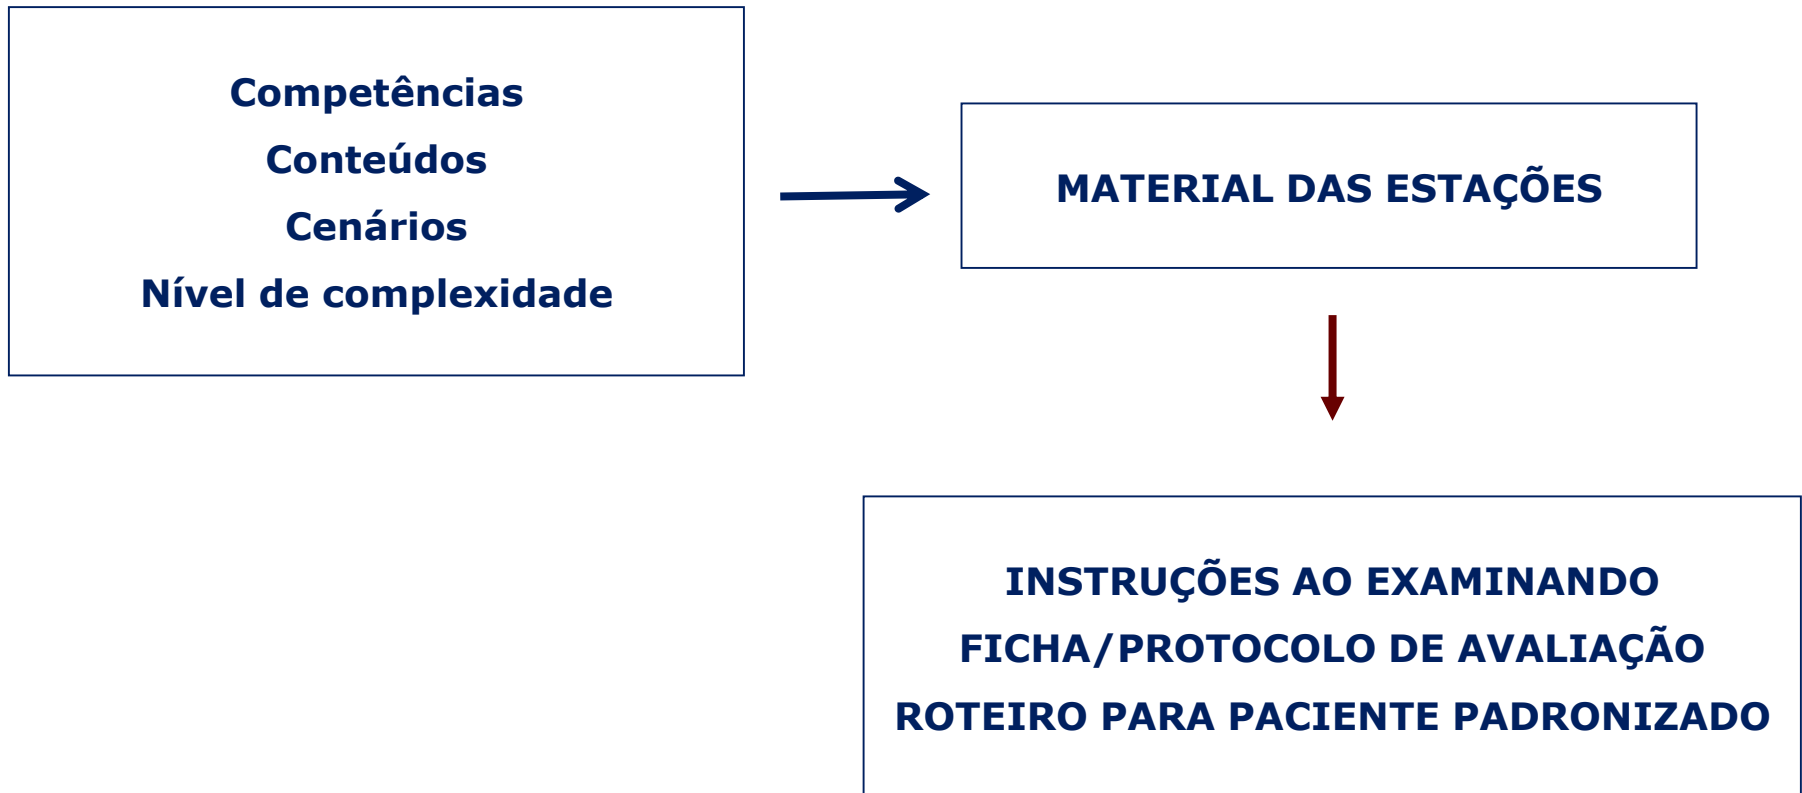 Competências
Conteúdos
Cenários
Nível de complexidade
MATERIAL DAS ESTAÇÕES
INSTRUÇÕES AO EXAMINANDO
FICHA/PROTOCOLO DE AVALIAÇÃO
ROTEIRO PARA PACIENTE PADRONIZADO